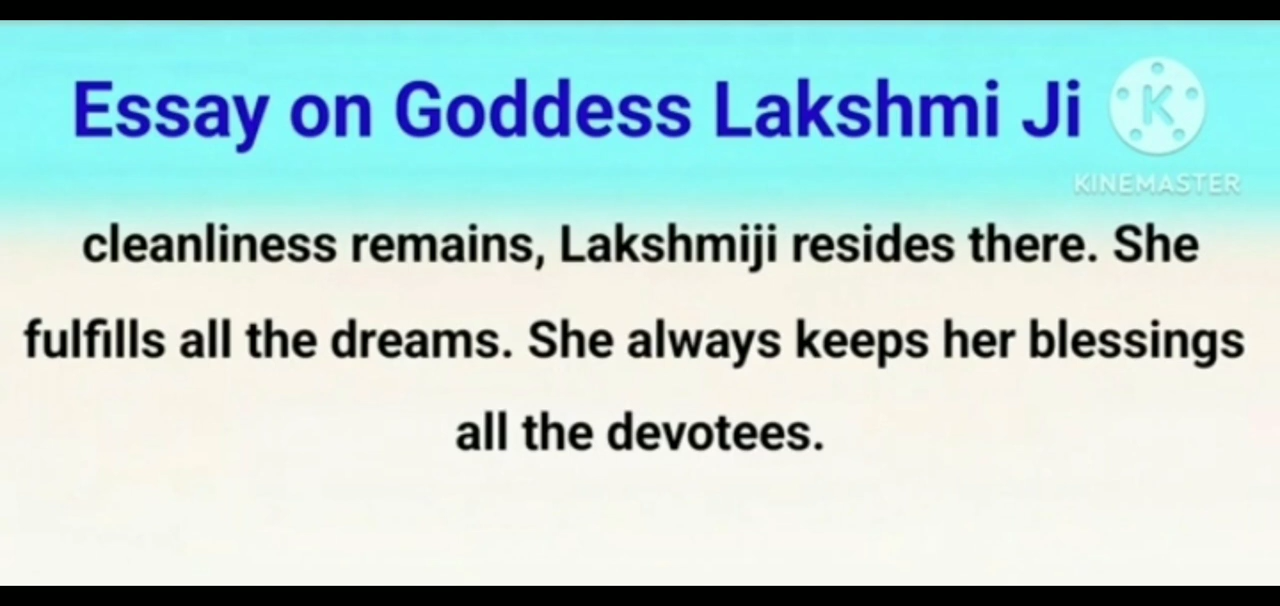 Essay on Goddess Lakshmi Ji
K
KINEMASTER
cleanliness remains, Lakshmiji resides there. She
fulfills all the dreams. She always keeps her blessings
all the devotees.